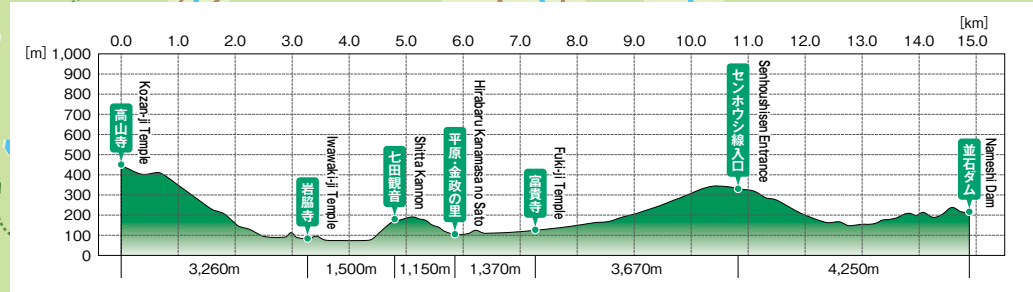 [km]
0.0 1.0 2.0 3.0 4.0 5.0 6.0 7.0 8.0 9.0 10.0 11.0 12.0 13.0 14.0 15.0
[m] 1,000
900
800
700
600
500
400
300
200
100
0
高山寺
Kozan-ji Temple
岩脇寺
Iwawaki-ji Temple
七田観音
Shitta Kannon
平原・金政の里
Hirabaru Kanamasa no Sato
富貴寺
Fuki-ji Temple
センホウシ線入口
Senhoushisen Entrance
並石ダム
Nameshi Dam
3,260m 1,500m 1,150m 1,370m 3,670m 4,250m